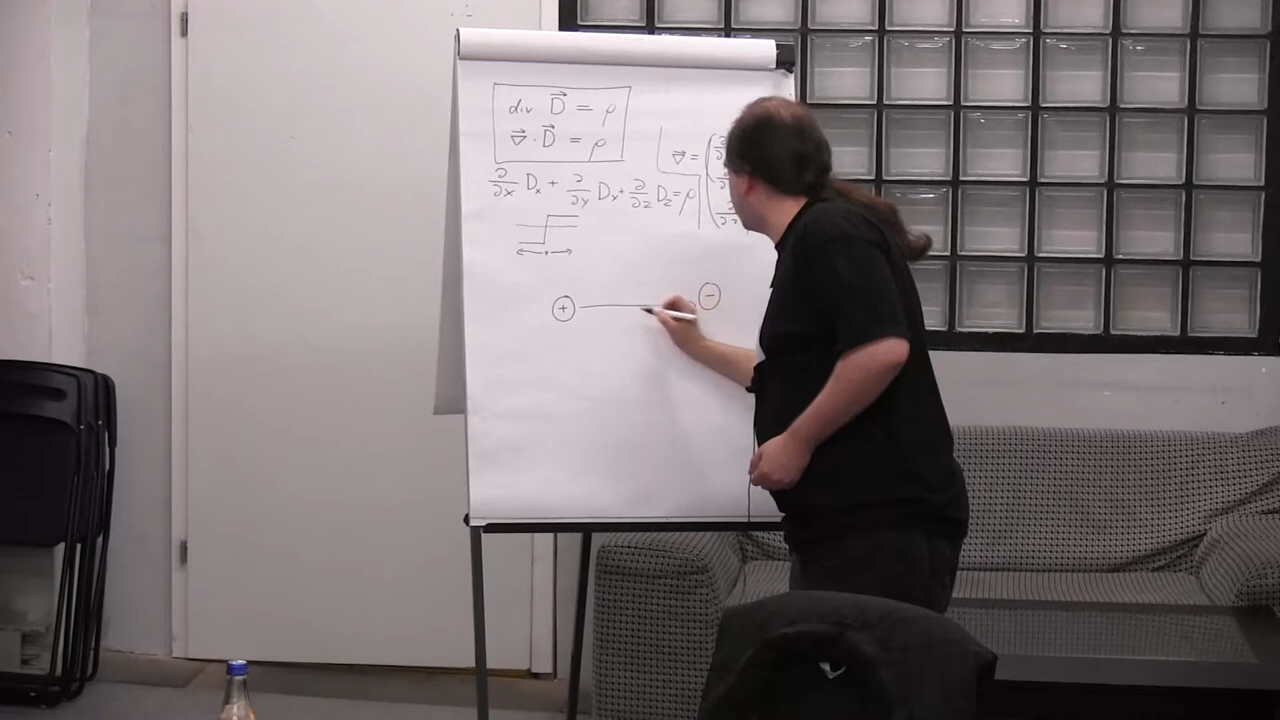 div D⃗ = ρ
∇⃗ · D⃗ = ρ
∇⃗ = (∂
∂/∂x Dx + ∂/∂y Dy + ∂/∂z Dz = ρ
+ −